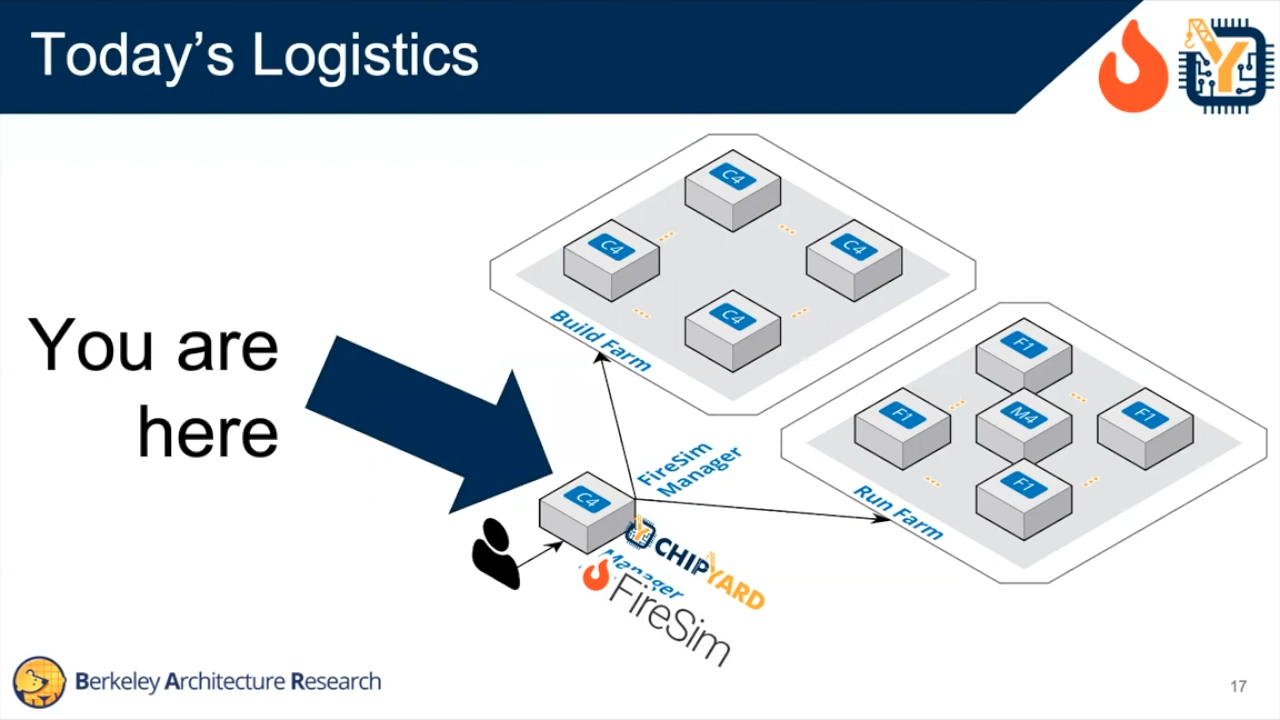 Today's Logistics
Y
C4
C4
C4
C4
Build Farm
You are
here
F1
F1
M4
F1
F1
Run Farm
FireSim
Manager
C4
Y
CHIPYARD
Manager
FireSim
Berkeley Architecture Research
17